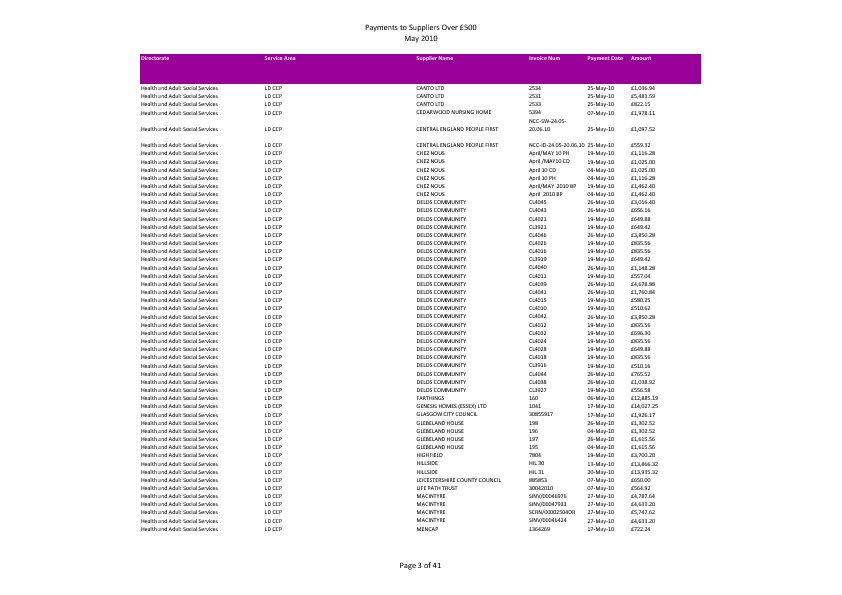 Payments to Suppliers Over £500
May 2010
Directorate Service Area Supplier Name Invoice Num Payment Date Amount
Health and Adult Social Services LD CCP CANTO LTD 2534 25-May-10 £1,036.94
Health and Adult Social Services LD CCP CANTO LTD 2531 25-May-10 £5,483.59
Health and Adult Social Services LD CCP CANTO LTD 2533 25-May-10 £822.15
Health and Adult Social Services LD CCP CEDARWOOD NURSING HOME 5394 07-May-10 £1,978.11
NCC-SW-24.05-
Health and Adult Social Services LD CCP CENTRAL ENGLAND PEOPLE FIRST 20.06.10 25-May-10 £1,097.52
Health and Adult Social Services LD CCP CENTRAL ENGLAND PEOPLE FIRST NCC-ID-24.05-20.06.10 25-May-10 £559.32
Health and Adult Social Services LD CCP CHEZ NOUS April/MAY 10 PH 19-May-10 £1,116.28
Health and Adult Social Services LD CCP CHEZ NOUS April /MAY10 CD 19-May-10 £1,025.00
Health and Adult Social Services LD CCP CHEZ NOUS April 10 CD 04-May-10 £1,025.00
Health and Adult Social Services LD CCP CHEZ NOUS April 10 PH 04-May-10 £1,116.28
Health and Adult Social Services LD CCP CHEZ NOUS April/MAY 2010 BP 19-May-10 £1,462.40
Health and Adult Social Services LD CCP CHEZ NOUS April 2010 BP 04-May-10 £1,462.40
Health and Adult Social Services LD CCP DELOS COMMUNITY CL4045 26-May-10 £3,016.40
Health and Adult Social Services LD CCP DELOS COMMUNITY CL4043 26-May-10 £656.16
Health and Adult Social Services LD CCP DELOS COMMUNITY CL4021 19-May-10 £649.88
Health and Adult Social Services LD CCP DELOS COMMUNITY CL3921 19-May-10 £649.42
Health and Adult Social Services LD CCP DELOS COMMUNITY CL4046 26-May-10 £3,850.28
Health and Adult Social Services LD CCP DELOS COMMUNITY CL4026 19-May-10 £835.56
Health and Adult Social Services LD CCP DELOS COMMUNITY CL4016 19-May-10 £835.56
Health and Adult Social Services LD CCP DELOS COMMUNITY CL3919 19-May-10 £649.42
Health and Adult Social Services LD CCP DELOS COMMUNITY CL4040 26-May-10 £1,148.28
Health and Adult Social Services LD CCP DELOS COMMUNITY CL4011 19-May-10 £557.04
Health and Adult Social Services LD CCP DELOS COMMUNITY CL4039 26-May-10 £4,678.88
Health and Adult Social Services LD CCP DELOS COMMUNITY CL4041 26-May-10 £1,760.84
Health and Adult Social Services LD CCP DELOS COMMUNITY CL4015 19-May-10 £580.25
Health and Adult Social Services LD CCP DELOS COMMUNITY CL4010 19-May-10 £510.62
Health and Adult Social Services LD CCP DELOS COMMUNITY CL4042 26-May-10 £3,850.28
Health and Adult Social Services LD CCP DELOS COMMUNITY CL4012 19-May-10 £835.56
Health and Adult Social Services LD CCP DELOS COMMUNITY CL4032 19-May-10 £696.30
Health and Adult Social Services LD CCP DELOS COMMUNITY CL4024 19-May-10 £835.56
Health and Adult Social Services LD CCP DELOS COMMUNITY CL4028 19-May-10 £649.88
Health and Adult Social Services LD CCP DELOS COMMUNITY CL4018 19-May-10 £835.56
Health and Adult Social Services LD CCP DELOS COMMUNITY CL3916 19-May-10 £510.16
Health and Adult Social Services LD CCP DELOS COMMUNITY CL4044 26-May-10 £765.52
Health and Adult Social Services LD CCP DELOS COMMUNITY CL4038 26-May-10 £1,038.92
Health and Adult Social Services LD CCP DELOS COMMUNITY CL3927 19-May-10 £556.58
Health and Adult Social Services LD CCP FARTHINGS 160 06-May-10 £12,885.19
Health and Adult Social Services LD CCP GENESIS HOMES (ESSEX) LTD 1041 17-May-10 £14,027.25
Health and Adult Social Services LD CCP GLASGOW CITY COUNCIL 30855917 17-May-10 £1,926.17
Health and Adult Social Services LD CCP GLEBELAND HOUSE 198 26-May-10 £1,302.52
Health and Adult Social Services LD CCP GLEBELAND HOUSE 196 04-May-10 £1,302.52
Health and Adult Social Services LD CCP GLEBELAND HOUSE 197 26-May-10 £1,615.56
Health and Adult Social Services LD CCP GLEBELAND HOUSE 195 04-May-10 £1,615.56
Health and Adult Social Services LD CCP HIGHFIELD 7804 19-May-10 £3,700.20
Health and Adult Social Services LD CCP HILLSIDE HIL 30 13-May-10 £13,866.32
Health and Adult Social Services LD CCP HILLSIDE HIL 31 20-May-10 £13,935.32
Health and Adult Social Services LD CCP LEICESTERSHIRE COUNTY COUNCIL 885853 07-May-10 £650.00
Health and Adult Social Services LD CCP LIFE PATH TRUST 30042010 07-May-10 £564.92
Health and Adult Social Services LD CCP MACINTYRE SINV/00046976 27-May-10 £4,787.64
Health and Adult Social Services LD CCP MACINTYRE SINV/00047933 27-May-10 £4,633.20
Health and Adult Social Services LD CCP MACINTYRE SCRN/00002504DR 27-May-10 £5,747.62
Health and Adult Social Services LD CCP MACINTYRE SINV/00046424 27-May-10 £4,633.20
Health and Adult Social Services LD CCP MENCAP 1364269 17-May-10 £722.24
Page 3 of 41